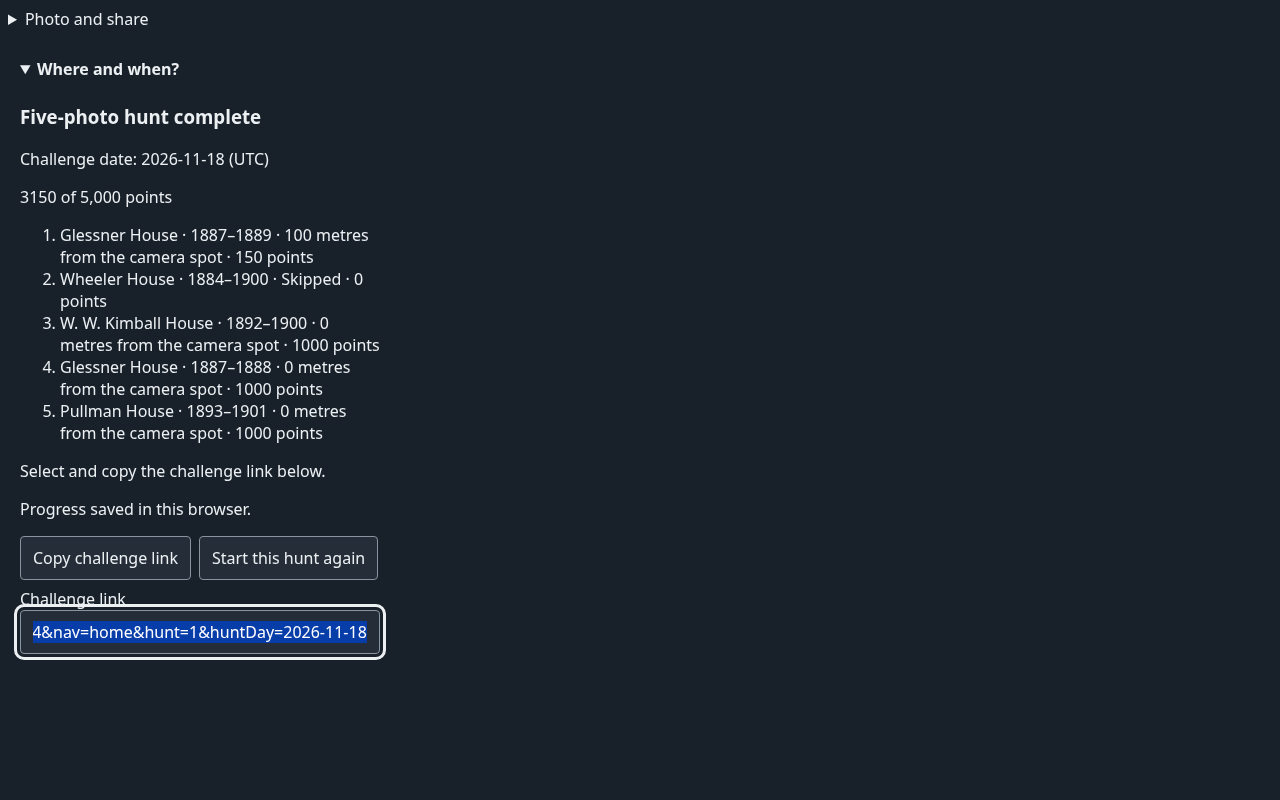 Photo and share
Where and when?
Five-photo hunt complete
Challenge date: 2026-11-18 (UTC)
3150 of 5,000 points
1. Glessner House · 1887–1889 · 100 metres
from the camera spot · 150 points
2. Wheeler House · 1884–1900 · Skipped · 0
points
3. W. W. Kimball House · 1892–1900 · 0
metres from the camera spot · 1000 points
4. Glessner House · 1887–1888 · 0 metres
from the camera spot · 1000 points
5. Pullman House · 1893–1901 · 0 metres
from the camera spot · 1000 points
Select and copy the challenge link below.
Progress saved in this browser.
Copy challenge link Start this hunt again
Challenge link
4&nav=home&hunt=1&huntDay=2026-11-18